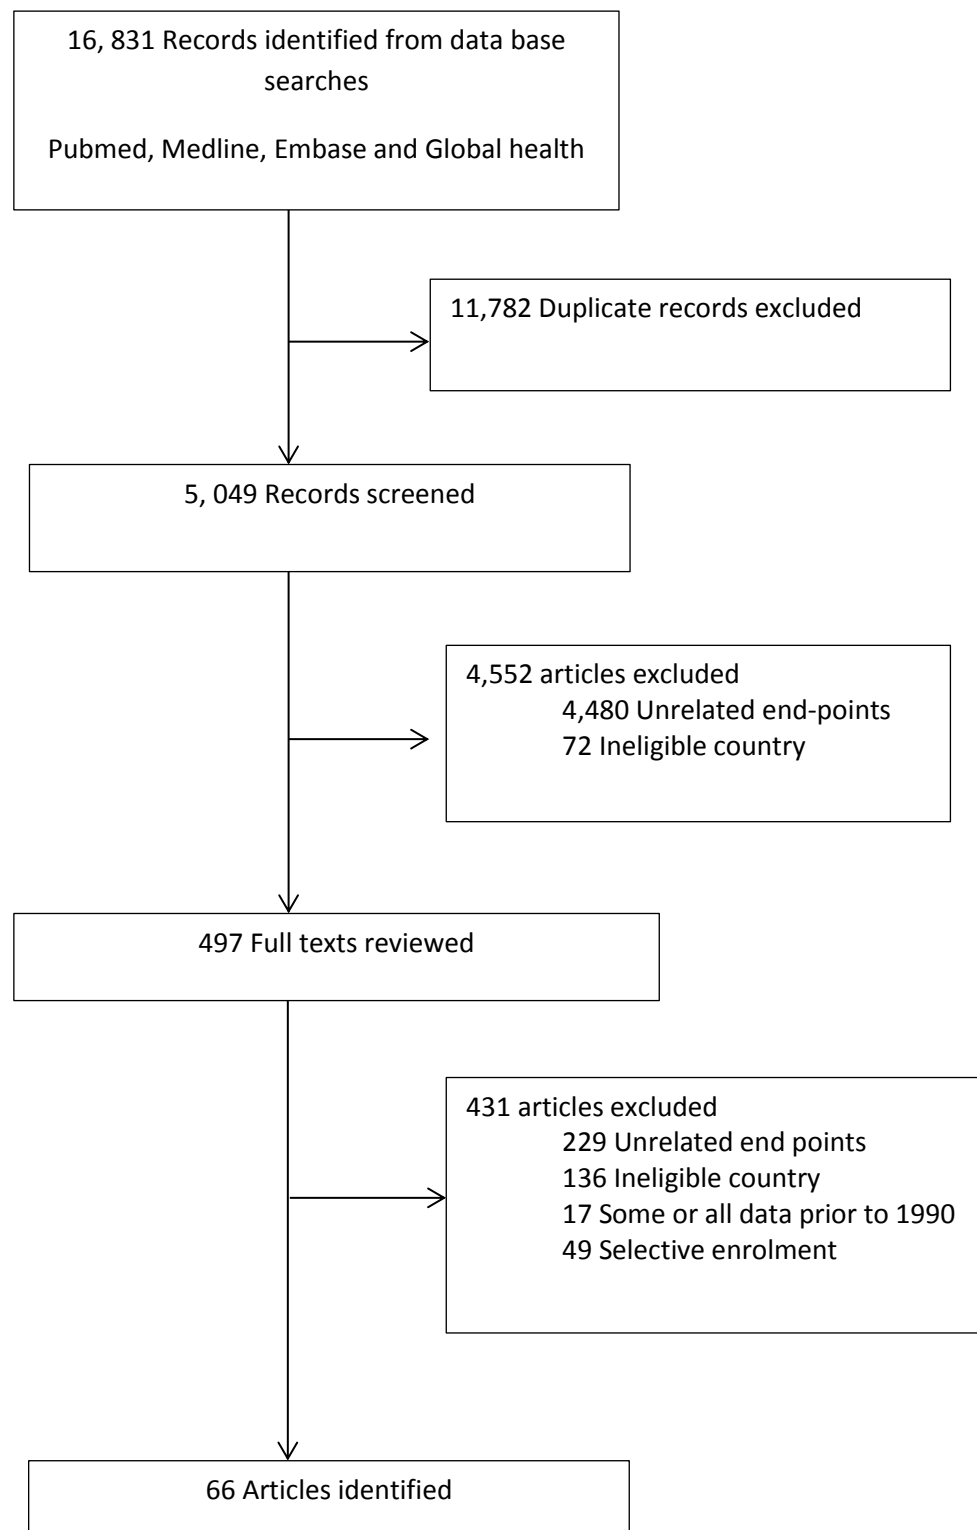 16, 831 Records identified from data base
searches
Pubmed, Medline, Embase and Global health
11,782 Duplicate records excluded
5, 049 Records screened
4,552 articles excluded
4,480 Unrelated end-points
72 Ineligible country
497 Full texts reviewed
431 articles excluded
229 Unrelated end points
136 Ineligible country
17 Some or all data prior to 1990
49 Selective enrolment
66 Articles identified